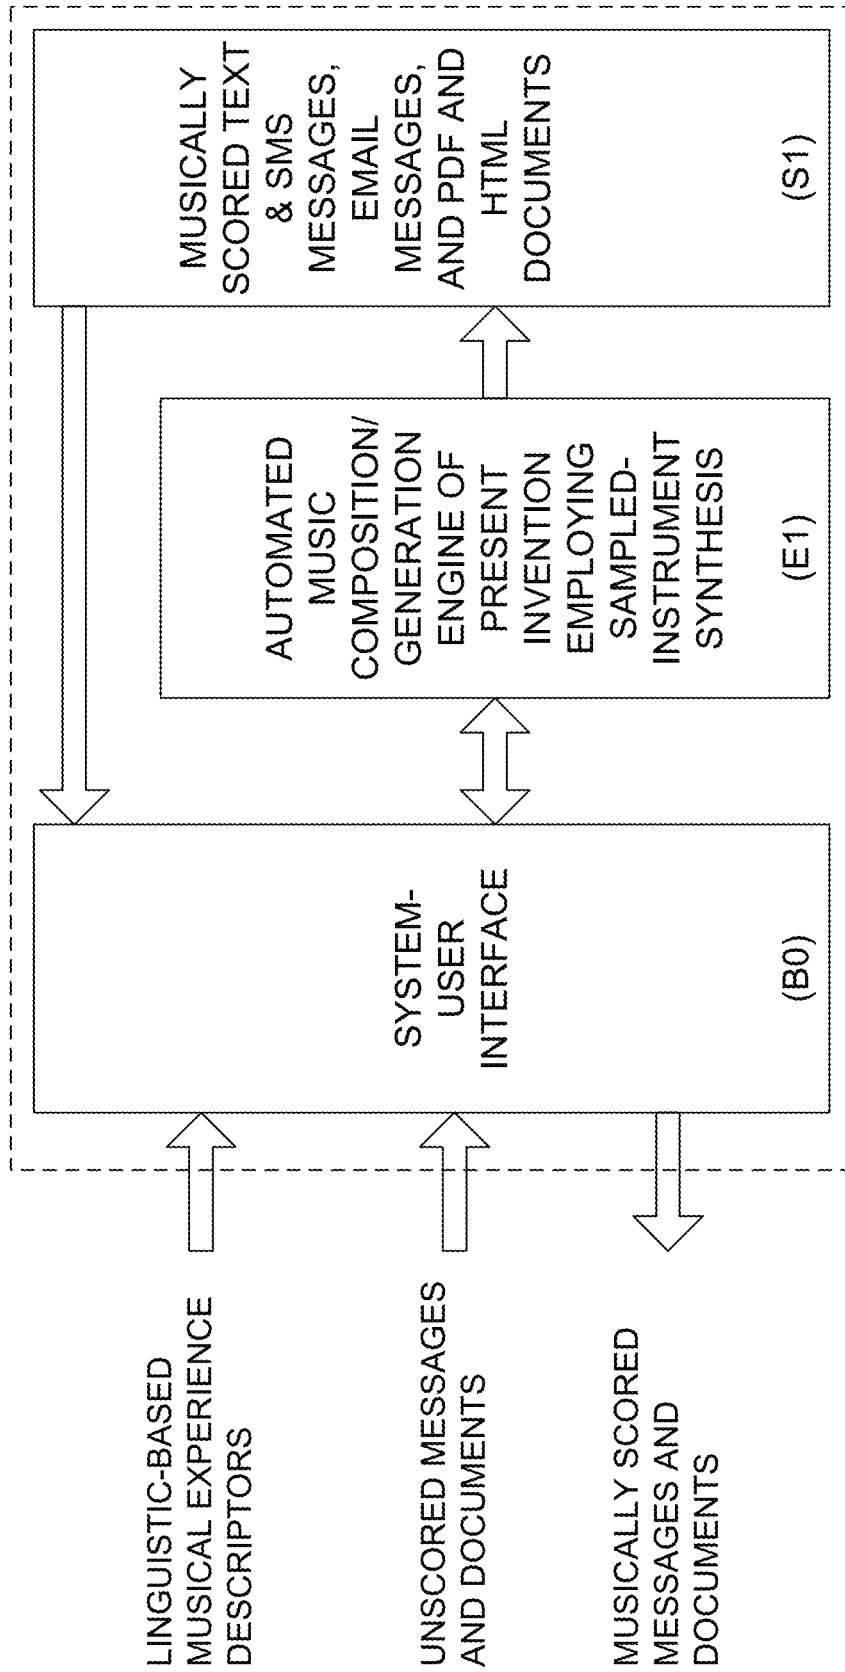 LINGUISTIC-BASED
MUSICAL EXPERIENCE
DESCRIPTORS
UNSCORED MESSAGES
AND DOCUMENTS
MUSICALLY SCORED
MESSAGES AND
DOCUMENTS
SYSTEM-
USER
INTERFACE
(B0)
AUTOMATED
MUSIC
COMPOSITION/
GENERATION
ENGINE OF
PRESENT
INVENTION
EMPLOYING
SAMPLED-
INSTRUMENT
SYNTHESIS
(E1)
MUSICALLY
SCORED TEXT
& SMS
MESSAGES,
EMAIL
MESSAGES,
AND PDF AND
HTML
DOCUMENTS
(S1)